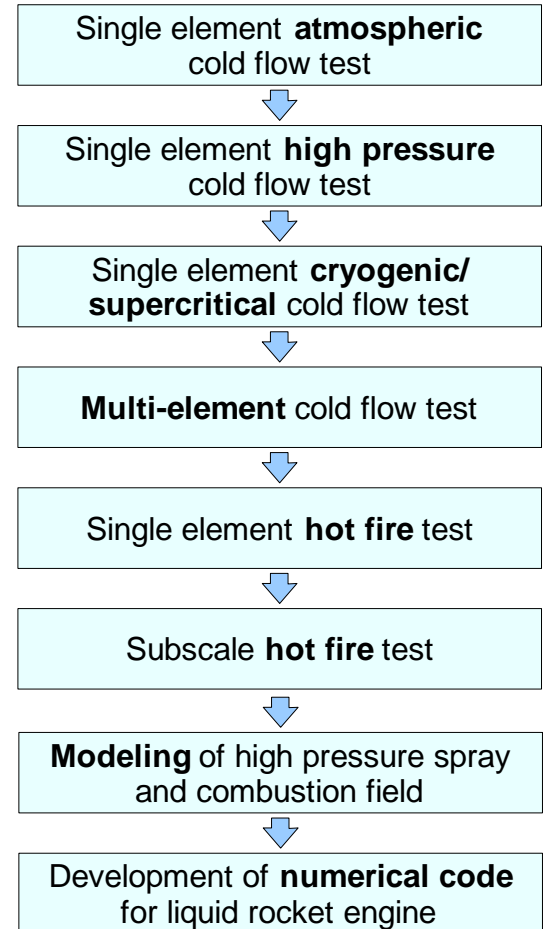 Single element atmospheric
cold flow test
Single element high pressure
cold flow test
Single element cryogenic/
supercritical cold flow test
Multi-element cold flow test
Single element hot fire test
Subscale hot fire test
Modeling of high pressure spray
and combustion field
Development of numerical code
for liquid rocket engine